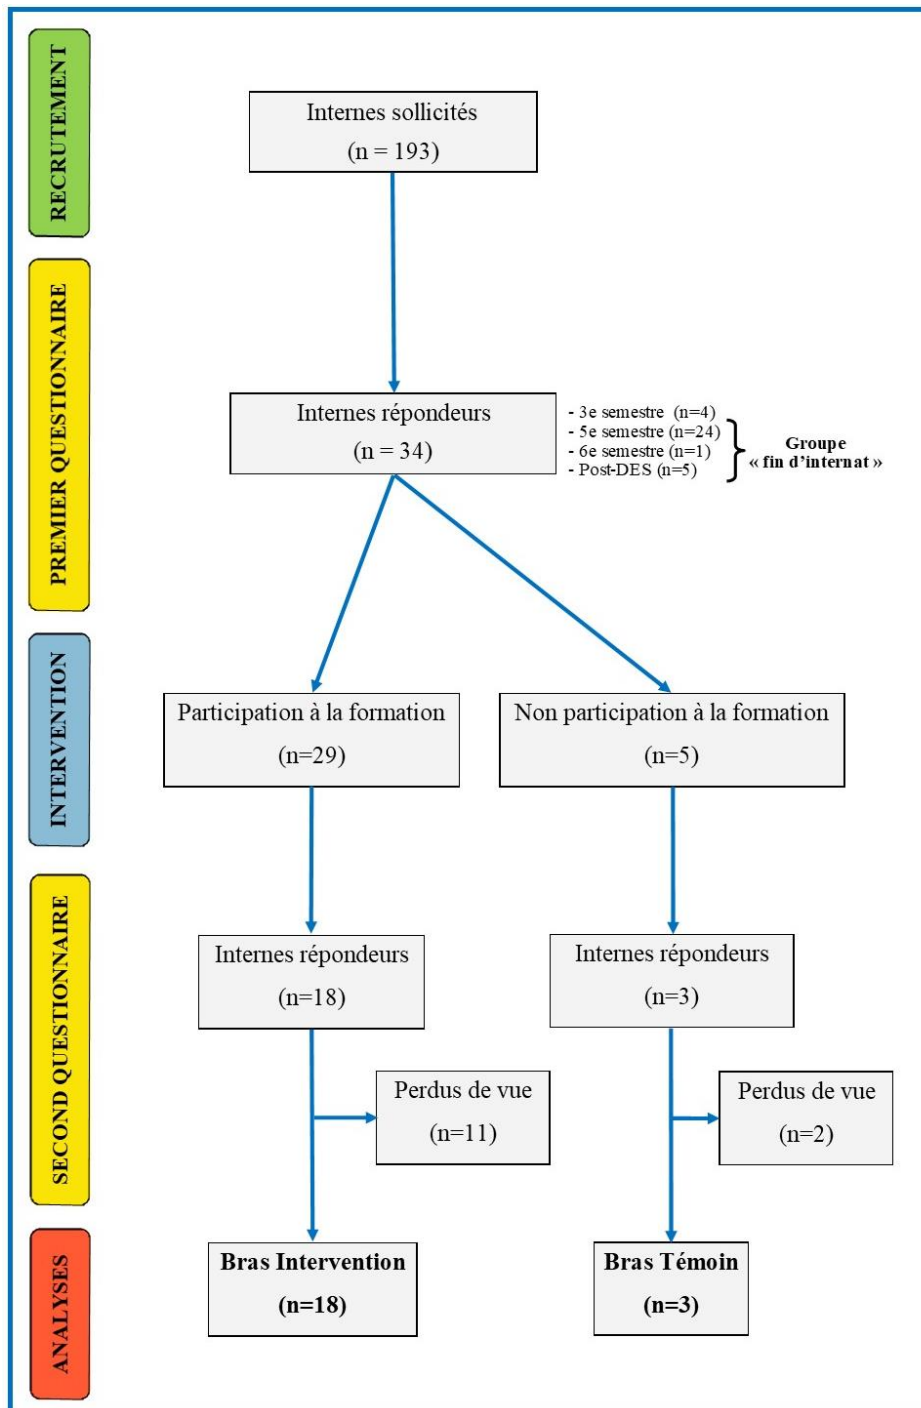 RECRUTEMENT
Internes sollicités
(n = 193)
PREMIER QUESTIONNAIRE
Internes répondeurs
(n = 34)
- 3e semestre (n=4)
- 5e semestre (n=24)
- 6e semestre (n=1)
- Post-DES (n=5)
Groupe
« fin d’internat »
INTERVENTION
Participation à la formation
(n=29)
Non participation à la formation
(n=5)
SECOND QUESTIONNAIRE
Internes répondeurs
(n=18)
Internes répondeurs
(n=3)
Perdus de vue
(n=11)
Perdus de vue
(n=2)
ANALYSES
Bras Intervention
(n=18)
Bras Témoin
(n=3)